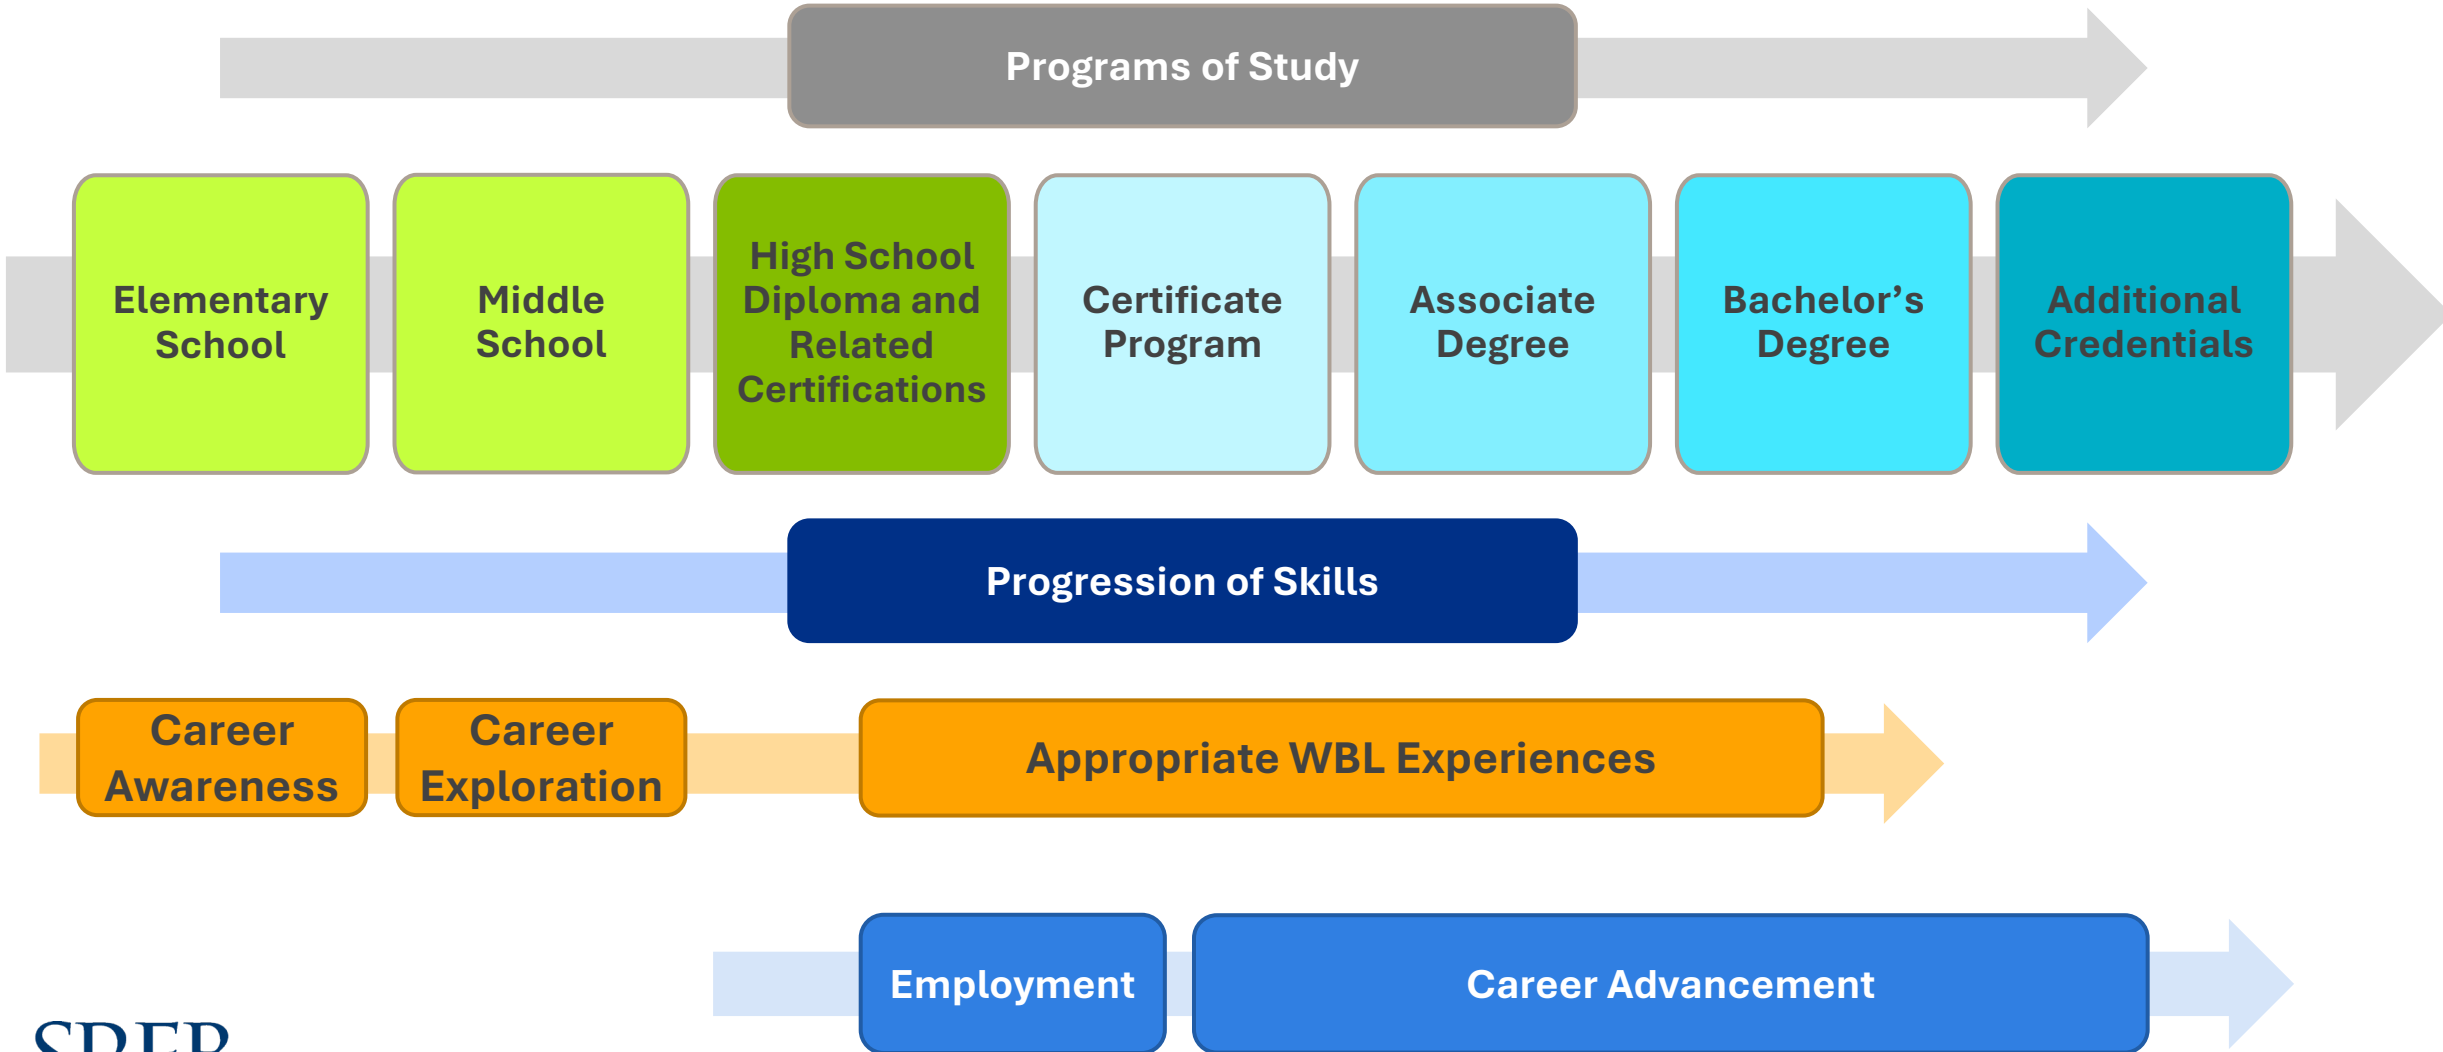 Programs of Study
Elementary
School
Middle
School
High School
Diploma and
Related
Certifications
Certificate
Program
Associate
Degree
Bachelor’s
Degree
Additional
Credentials
Progression of Skills
Career
Awareness
Career
Exploration
Appropriate WBL Experiences
Employment
Career Advancement